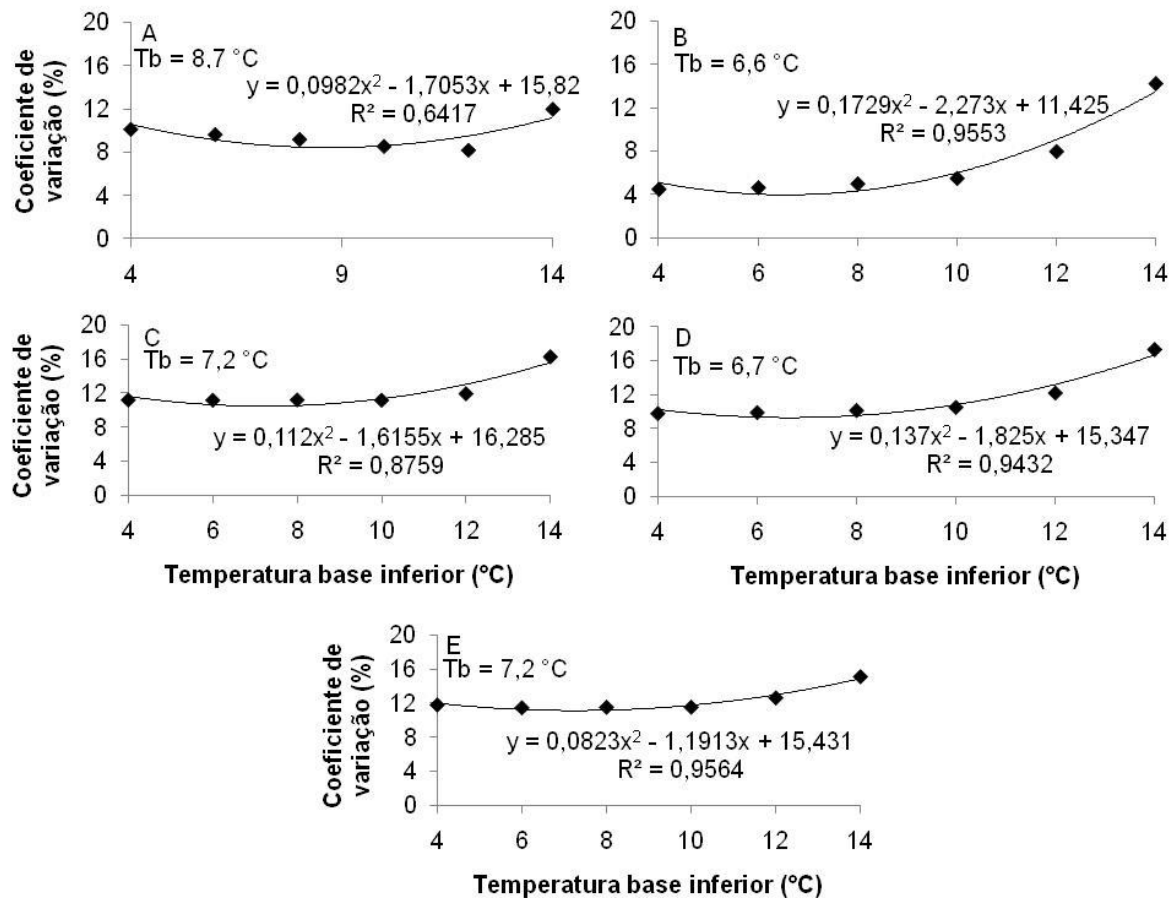 Coeficiente de
variação (%)
20
16
12
8
4
0
A
Tb = 8,7 °C
y = 0,0982x² - 1,7053x + 15,82
R² = 0,6417
4
9
14
20
16
12
8
4
0
B
Tb = 6,6 °C
y = 0,1729x² - 2,273x + 11,425
R² = 0,9553
4 6 8 10 12 14
Coeficiente de
variação (%)
20
16
12
8
4
0
C
Tb = 7,2 °C
y = 0,112x² - 1,6155x + 16,285
R² = 0,8759
4 6 8 10 12 14
Temperatura base inferior (°C)
20
16
12
8
4
0
D
Tb = 6,7 °C
y = 0,137x² - 1,825x + 15,347
R² = 0,9432
4 6 8 10 12 14
Temperatura base inferior (°C)
Coeficiente de
variação (%)
20
16
12
8
4
0
E
Tb = 7,2 °C
y = 0,0823x² - 1,1913x + 15,431
R² = 0,9564
4 6 8 10 12 14
Temperatura base inferior (°C)